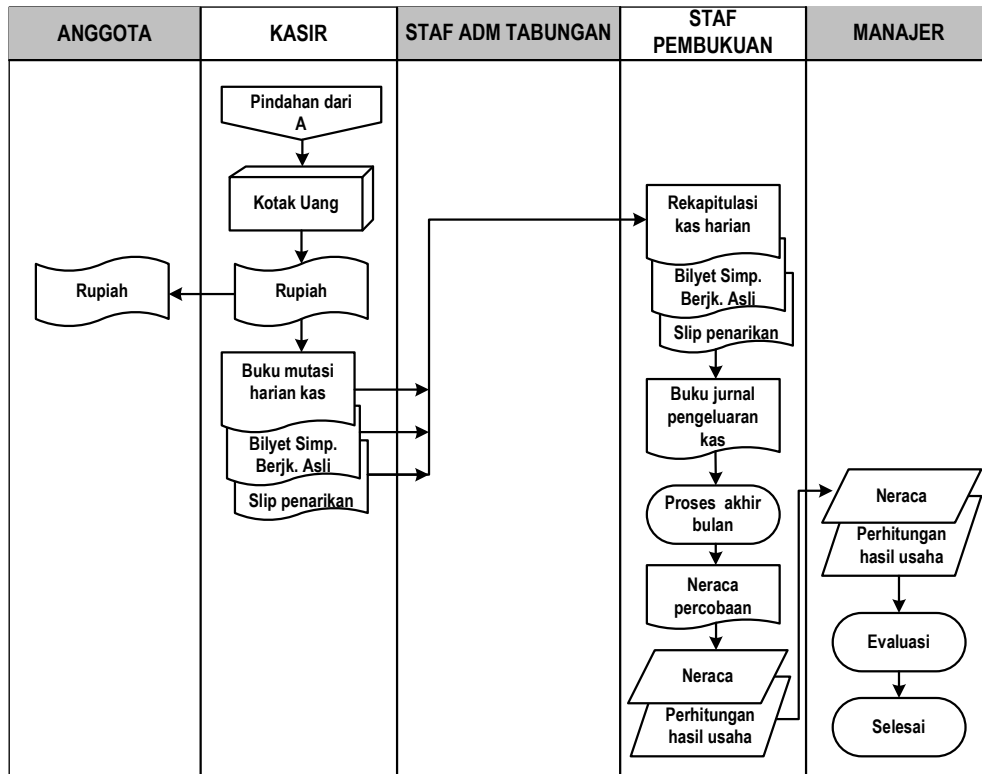 ANGGOTA
KASIR
STAF ADM TABUNGAN
STAF
PEMBUKUAN
MANAJER
Pindahan dari
A
Kotak Uang
Rupiah
Rupiah
Buku mutasi
harian kas
Bilyet Simp.
Berjk. Asli
Slip penarikan
Rekapitulasi
kas harian
Bilyet Simp.
Berjk. Asli
Slip penarikan
Buku jurnal
pengeluaran
kas
Proses akhir
bulan
Neraca
percobaan
Neraca
Perhitungan
hasil usaha
Neraca
Perhitungan
hasil usaha
Evaluasi
Selesai